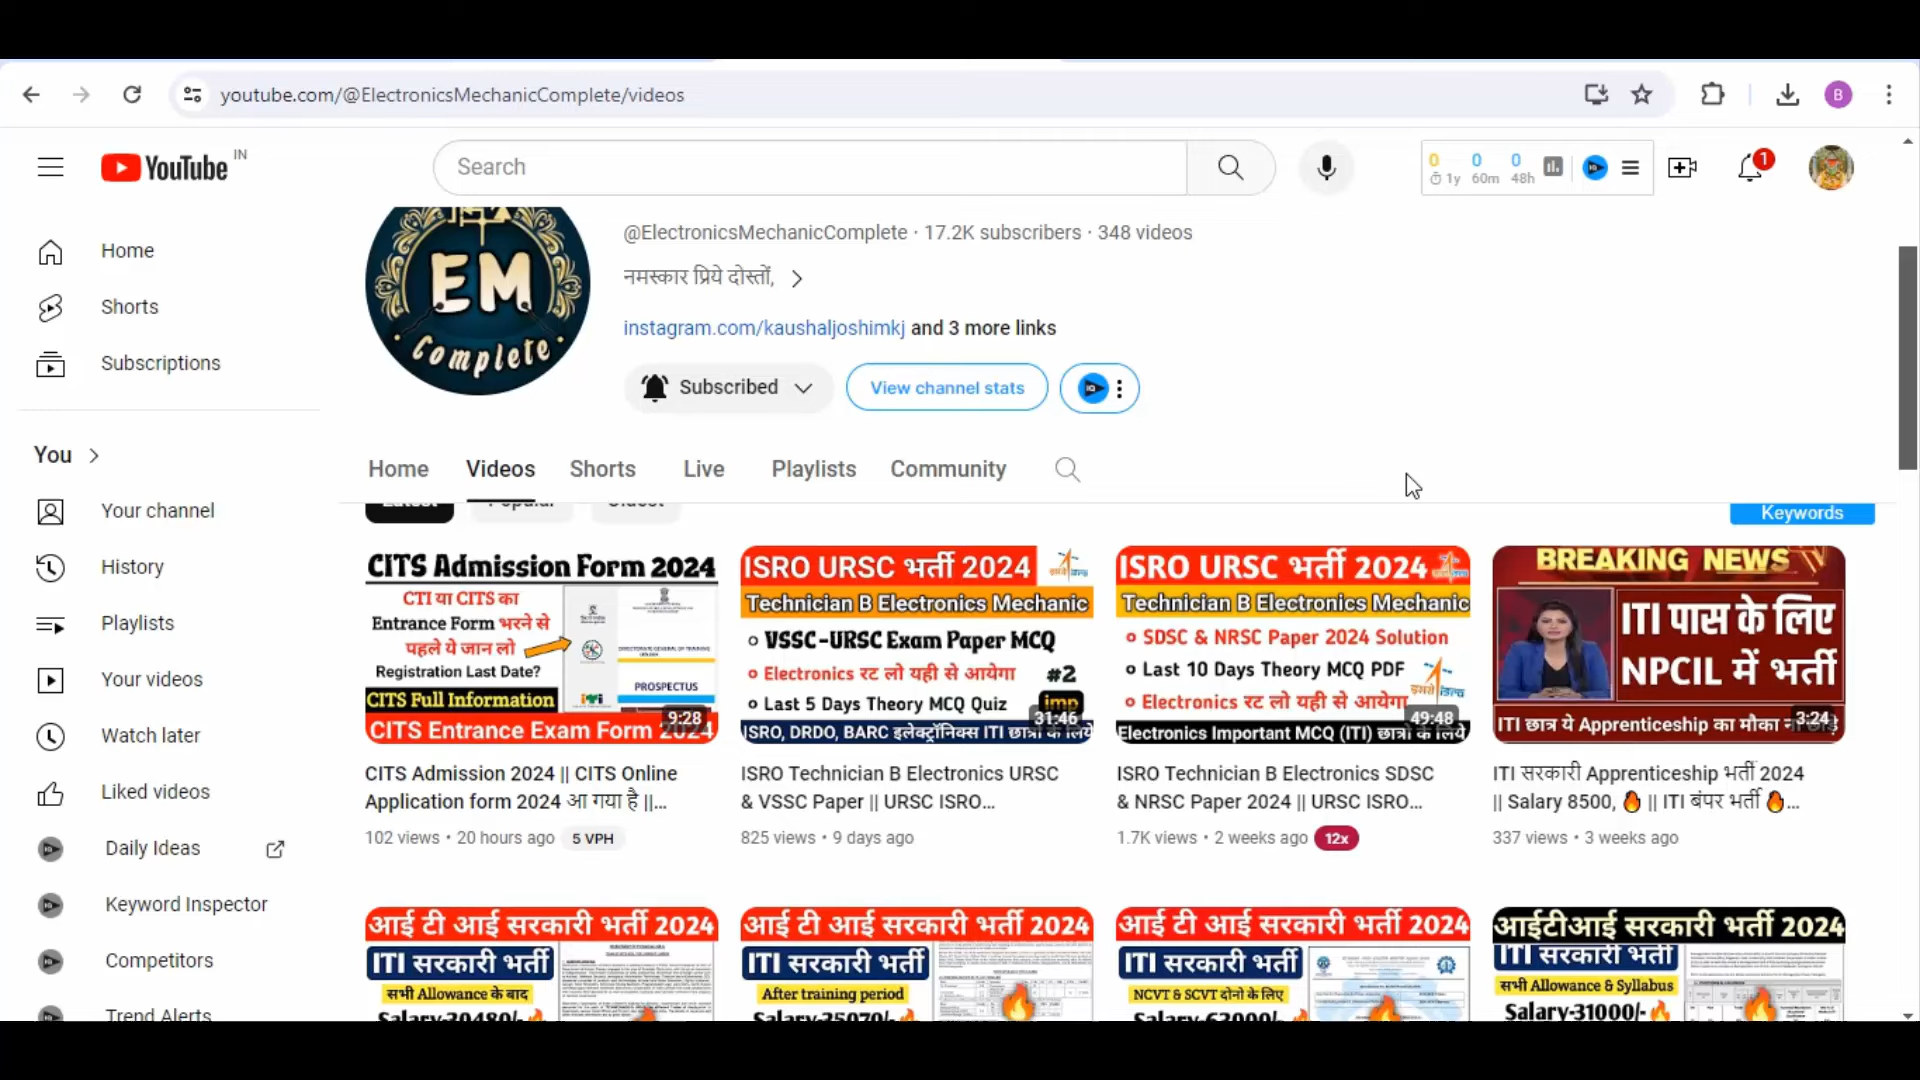 youtube.com/@ElectronicsMechanicComplete/videos
B
YouTube IN
Search
0 0 0
1y 60m 48h
1
Home
Shorts
Subscriptions
You
Your channel
History
Playlists
Your videos
Watch later
Liked videos
Daily Ideas
Keyword Inspector
Competitors
Trend Alerts
EM
Complete
@ElectronicsMechanicComplete · 17.2K subscribers · 348 videos
नमस्कार प्रिये दोस्तों,
instagram.com/kaushaljoshimkj and 3 more links
Subscribed
View channel stats
Home Videos Shorts Live Playlists Community
Latest Popular Oldest
Keywords
CITS Admission Form 2024
CTI या CITS का
Entrance Form भरने से
पहले ये जान लो
Registration Last Date?
CITS Full Information
CITS Entrance Exam Form 2024
PROSPECTUS
9:28
CITS Admission 2024 || CITS Online
Application form 2024 आ गया है ||...
102 views • 20 hours ago 5 VPH
ISRO URSC भर्ती 2024
Technician B Electronics Mechanic
VSSC-URSC Exam Paper MCQ
Electronics रट लो यही से आयेगा #2
Last 5 Days Theory MCQ Quiz imp
31:46
ISRO, DRDO, BARC इलेक्ट्रॉनिक्स ITI छात्रों के लिये
ISRO Technician B Electronics URSC
& VSSC Paper || URSC ISRO...
825 views • 9 days ago
ISRO URSC भर्ती 2024
Technician B Electronics Mechanic
SDSC & NRSC Paper 2024 Solution
Last 10 Days Theory MCQ PDF
Electronics रट लो यही से आयेगा
49:48
Electronics Important MCQ (ITI) छात्रों के लिये
ISRO Technician B Electronics SDSC
& NRSC Paper 2024 || URSC ISRO...
1.7K views • 2 weeks ago 12x
BREAKING NEWS
ITI पास के लिए
NPCIL में भर्ती
ITI छात्र ये Apprenticeship का मौका
3:24
ITI सरकारी Apprenticeship भर्ती 2024
|| Salary 8500, 🔥 || ITI बंपर भर्ती 🔥...
337 views • 3 weeks ago
आई टी आई सरकारी भर्ती 2024
ITI सरकारी भर्ती
सभी Allowance के बाद
Salary-30480/-
आई टी आई सरकारी भर्ती 2024
ITI सरकारी भर्ती
After training period
Salary-35070/-
आई टी आई सरकारी भर्ती 2024
ITI सरकारी भर्ती
NCVT & SCVT दोनो के लिए
Salary-63000/-
आईटीआई सरकारी भर्ती 2024
ITI सरकारी भर्ती
सभी Allowance & Syllabus
Salary-31000/-